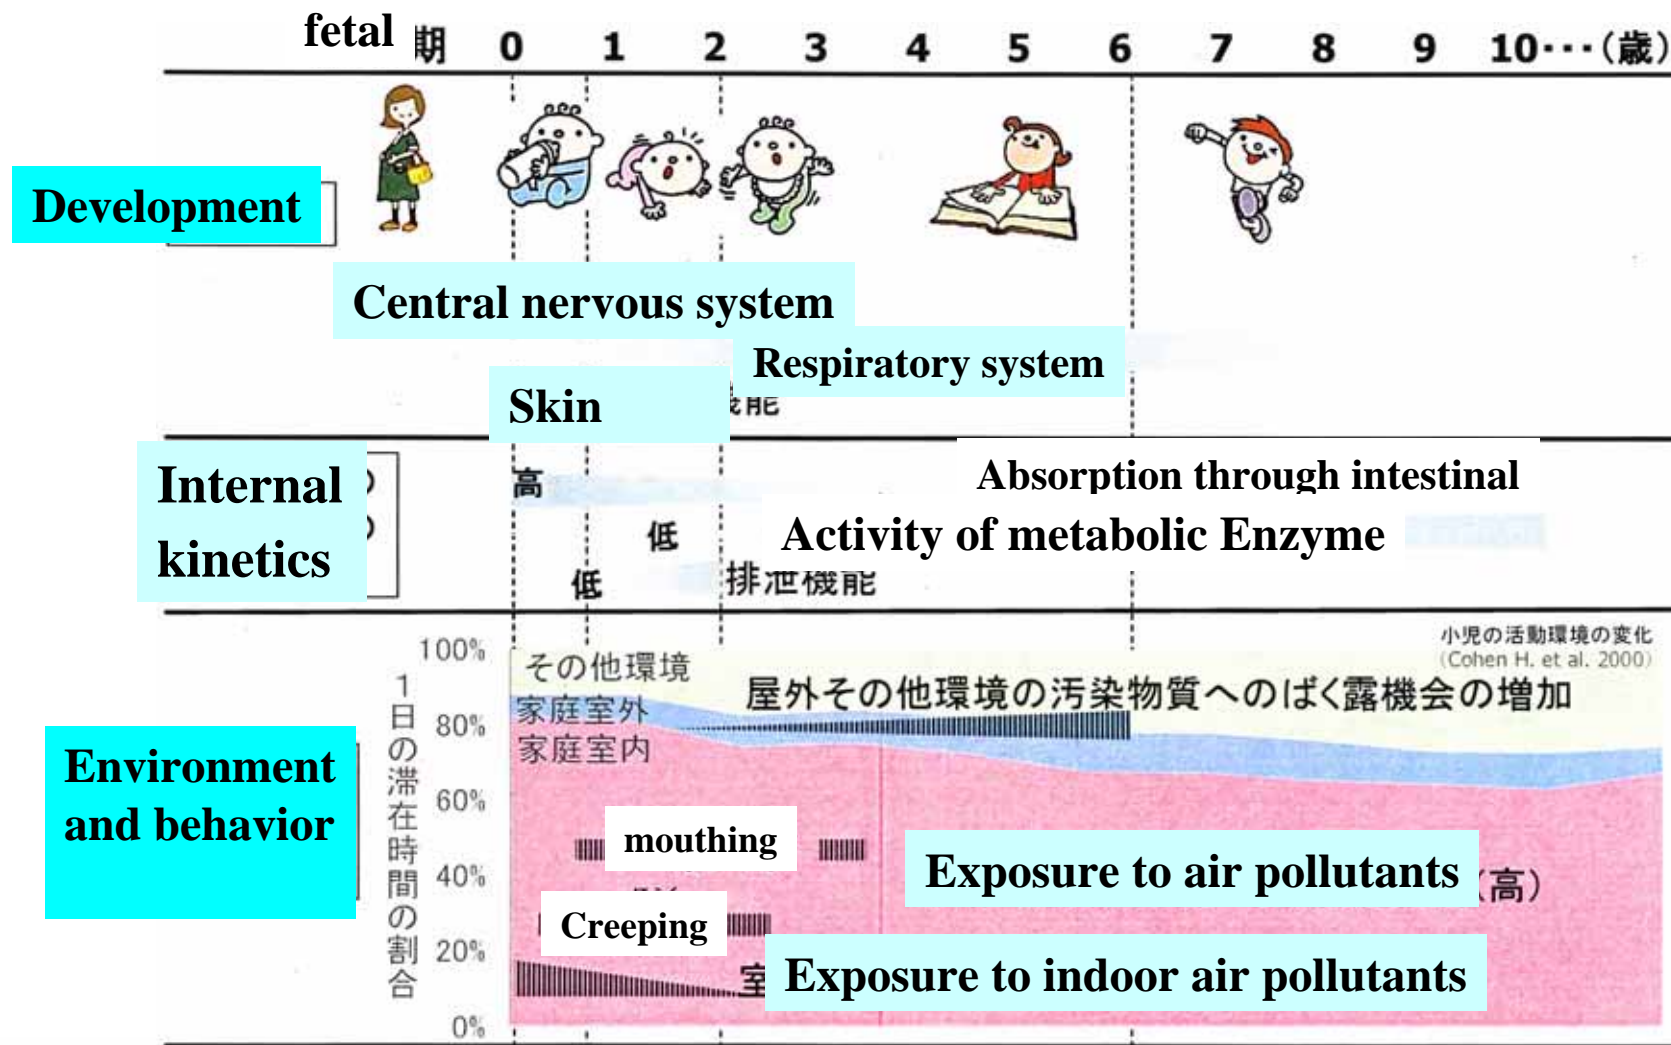 fetal 期 0 1 2 3 4 5 6 7 8 9 10･･･(歳)
Development
Central nervous system
Respiratory system
Skin
機能
Internal
kinetics
高
Absorption through intestinal
低
Activity of metabolic Enzyme
低
排泄機能
Environment
and behavior
1日の滞在時間の割合
100%
80%
60%
40%
20%
0%
小児の活動環境の変化
(Cohen H. et al. 2000)
その他環境
屋外その他環境の汚染物質へのばく露機会の増加
家庭室外
家庭室内
mouthing
Exposure to air pollutants
(高)
Creeping
室
Exposure to indoor air pollutants